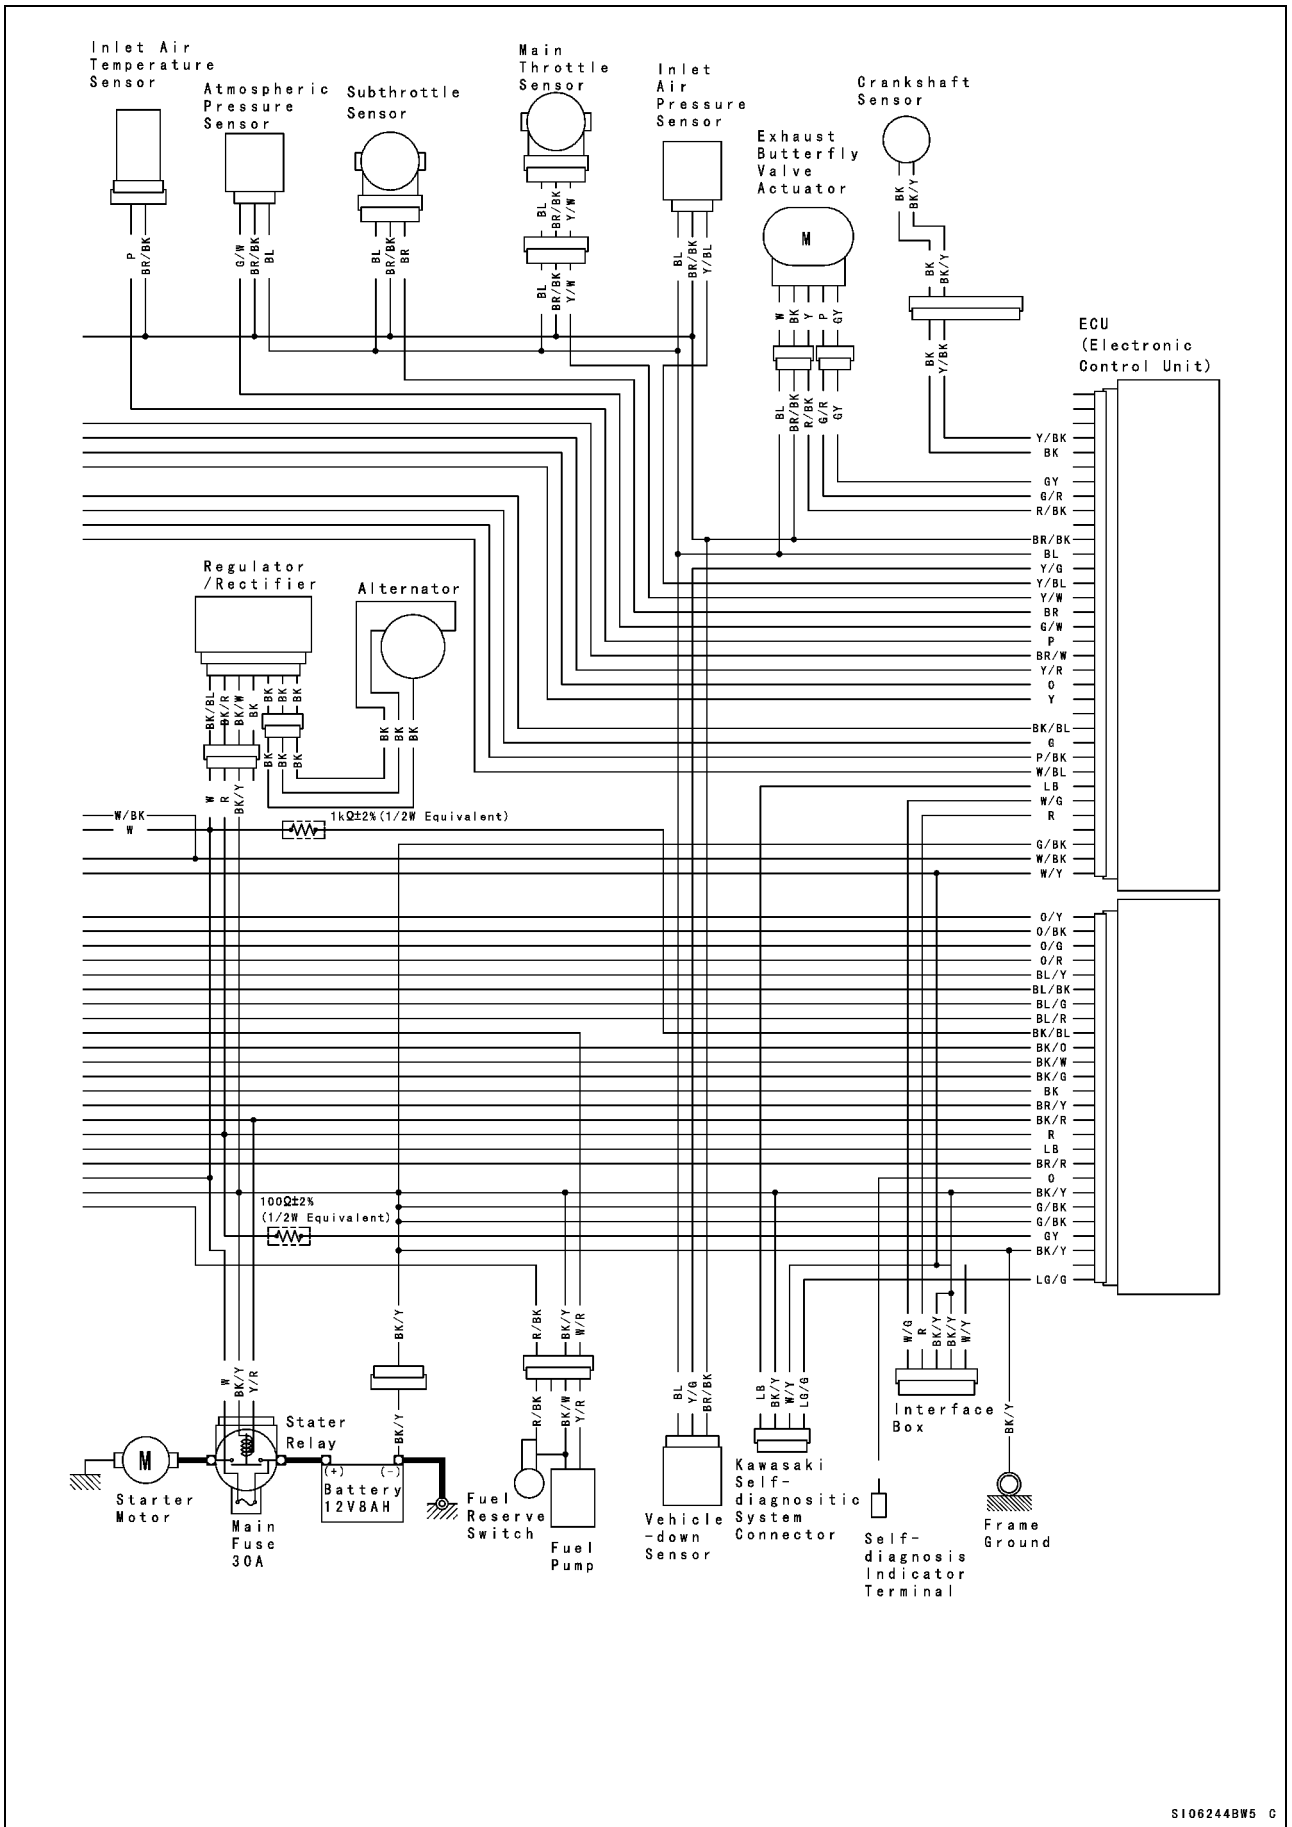 Inlet Air
Temperature
Sensor
Atmospheric
Pressure
Sensor
Subthrottle
Sensor
Main
Throttle
Sensor
Inlet
Air
Pressure
Sensor
Exhaust
Butterfly
Valve
Actuator
Crankshaft
Sensor
P
BR/BK
G/W
BR/BK
BL
BL
BR/BK
BR
BL
BR/BK
Y/W
BL
BR/BK
Y/W
BL
BR/BK
Y/BL
M
W
BK
Y
P
GY
BL
BR/BK
R/BK
G/R
GY
BK
BK/Y
BK
BK/Y
BK
Y/BK
ECU
(Electronic
Control Unit)
Y/BK
BK
GY
G/R
R/BK
BR/BK
BL
Y/G
Y/BL
Y/W
BR
G/W
P
BR/W
Y/R
O
Y
BK/BL
G
P/BK
W/BL
LB
W/G
R
G/BK
W/BK
W/Y
Regulator
/Rectifier
Alternator
BK/BL
BK/R
BK/W
BK
BK
BK
BK
BK
BK
BK
BK
BK
BK
W
R
BK/Y
W/BK
W
1kΩ±2%(1/2W Equivalent)
O/Y
O/BK
O/G
O/R
BL/Y
BL/BK
BL/G
BL/R
BK/BL
BK/O
BK/W
BK/G
BK
BR/Y
BK/R
R
LB
BR/R
O
BK/Y
G/BK
G/BK
GY
BK/Y
LG/G
100Ω±2%
(1/2W Equivalent)
W
BK/Y
Y/R
BK/Y
BK/Y
R/BK
BK/Y
W/R
R/BK
BK/W
Y/R
BL
Y/G
BR/BK
LB
BK/Y
W/Y
LG/G
W/G
R
BK/Y
BK/Y
W/Y
BK/Y
M
Starter
Motor
Stater
Relay
Main
Fuse
30A
(+) (-)
Battery
12V8AH
Fuel
Reserve
Switch
Fuel
Pump
Vehicle
-down
Sensor
Kawasaki
Self-
diagnositic
System
Connector
Interface
Box
Self-
diagnosis
Indicator
Terminal
Frame
Ground
SI06244BW5 C